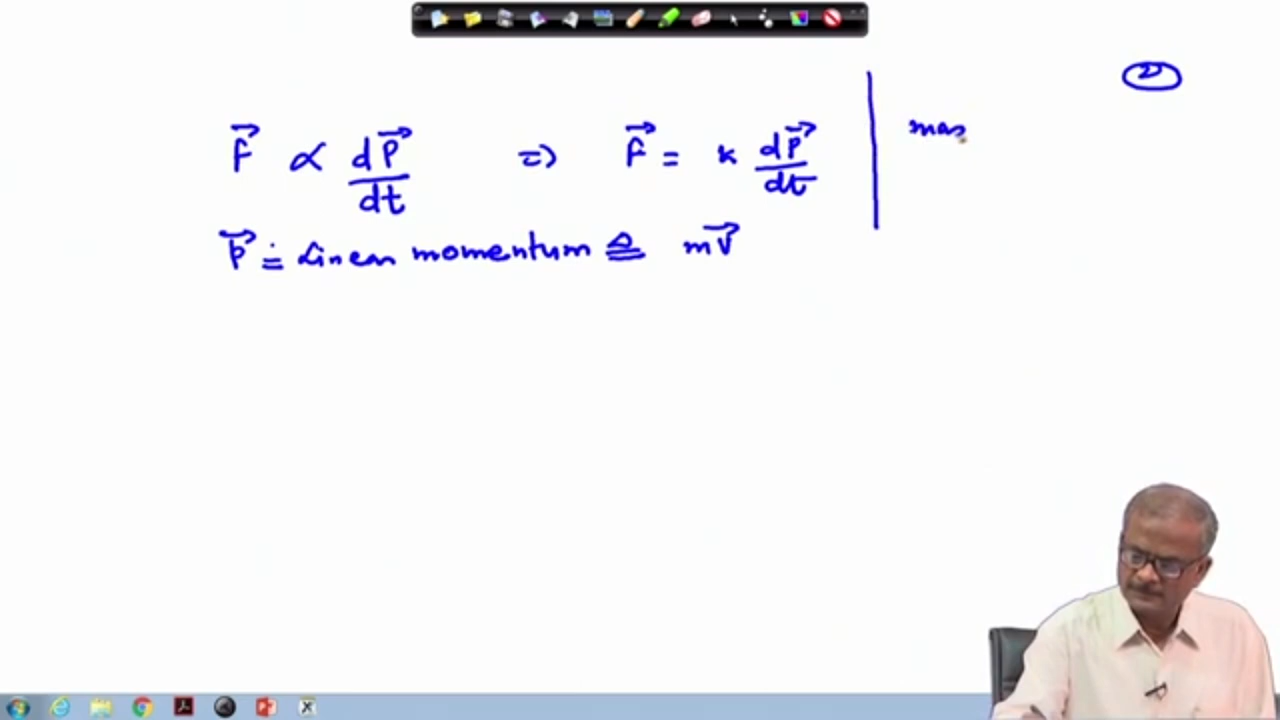 F⃗ ∝ dP⃗/dt ⇒ F⃗ = k dP⃗/dt
mas
P⃗ ≐ Linear momentum ≙ mV⃗